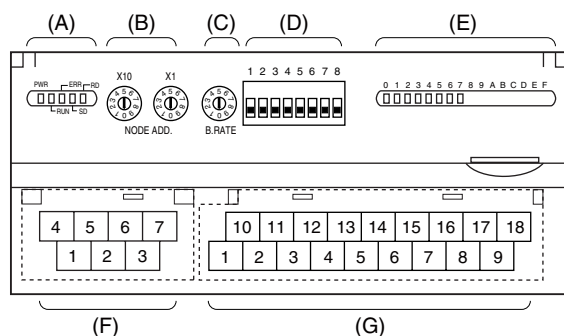 (A) (B) (C) (D) (E)
X10 X1
1 2 3 4 5 6 7 8
0 1 2 3 4 5 6 7 8 9 A B C D E F
PWR ERR RD
RUN SD
NODE ADD.
B.RATE
4 5 6 7
1 2 3
10 11 12 13 14 15 16 17 18
1 2 3 4 5 6 7 8 9
(F) (G)